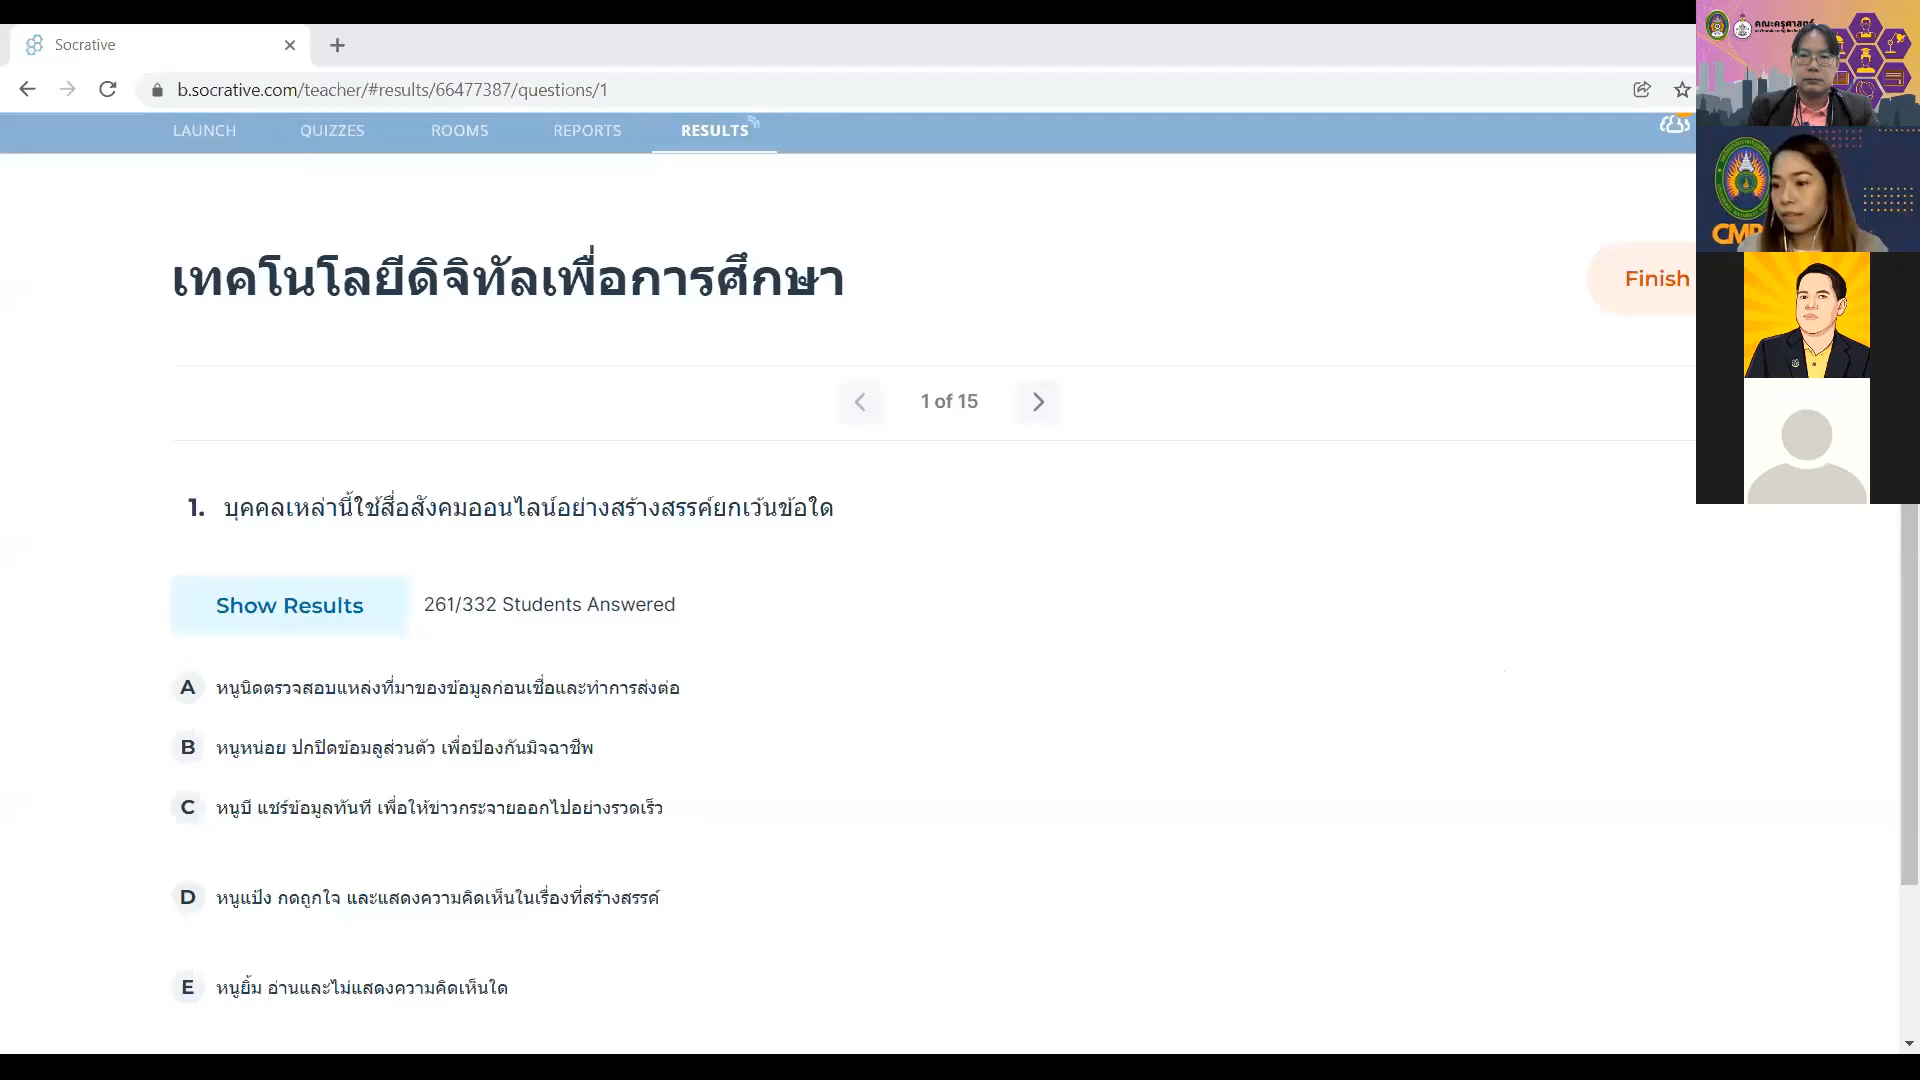 Socrative
b.socrative.com/teacher/#results/66477387/questions/1
LAUNCH QUIZZES ROOMS REPORTS RESULTS
คณะครุศาสตร์
เทคโนโลยีดิจิทัลเพื่อการศึกษา
Finish
1 of 15
1. บุคคลเหล่านี้ใช้สื่อสังคมออนไลน์อย่างสร้างสรรค์ยกเว้นข้อใด
Show Results 261/332 Students Answered
A หนูนิดตรวจสอบแหล่งที่มาของข้อมูลก่อนเชื่อและทำการส่งต่อ
B หนูหน่อย ปกปิดข้อมลูส่วนตัว เพื่อป้องกันมิจฉาชีพ
C หนูบี แชร์ข้อมูลทันที เพื่อให้ข่าวกระจายออกไปอย่างรวดเร็ว
D หนูแป้ง กดถูกใจ และแสดงความคิดเห็นในเรื่องที่สร้างสรรค์
E หนูยิ้ม อ่านและไม่แสดงความคิดเห็นใด